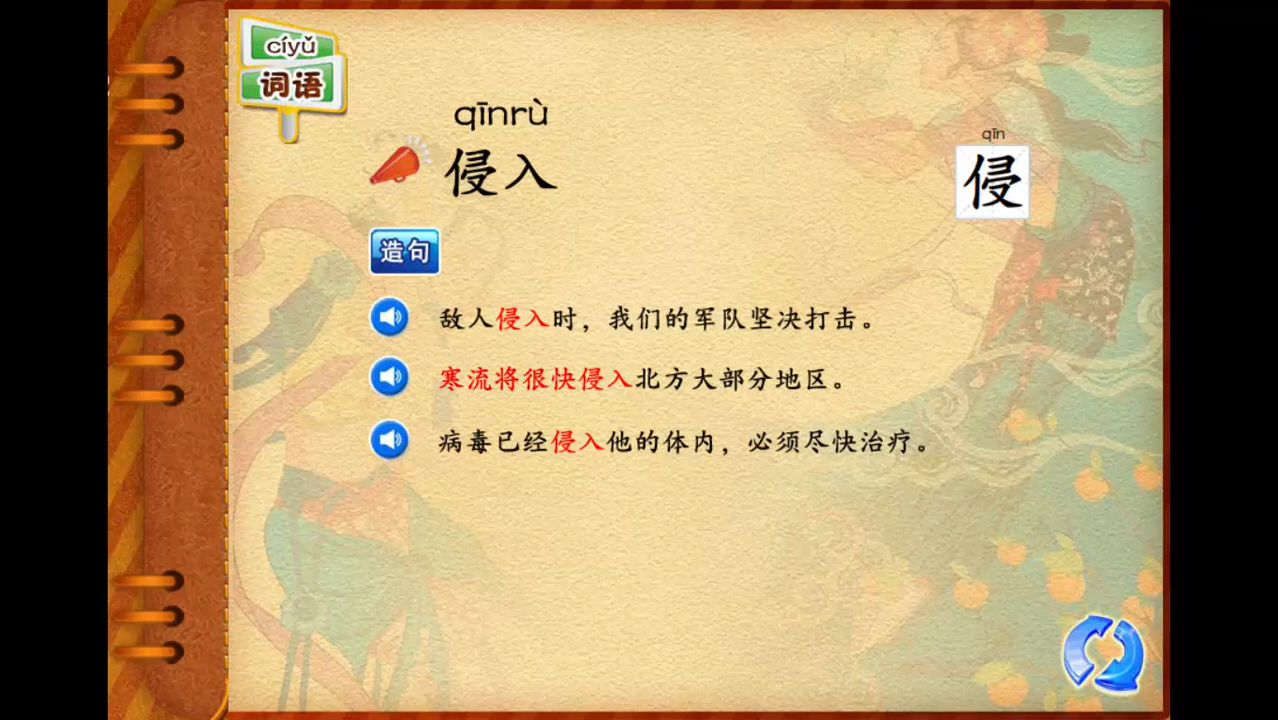 cíyǔ
词语
qīnrù
侵入
qīn
侵
造句
敌人侵入时，我们的军队坚决打击。
寒流将很快侵入北方大部分地区。
病毒已经侵入他的体内，必须尽快治疗。